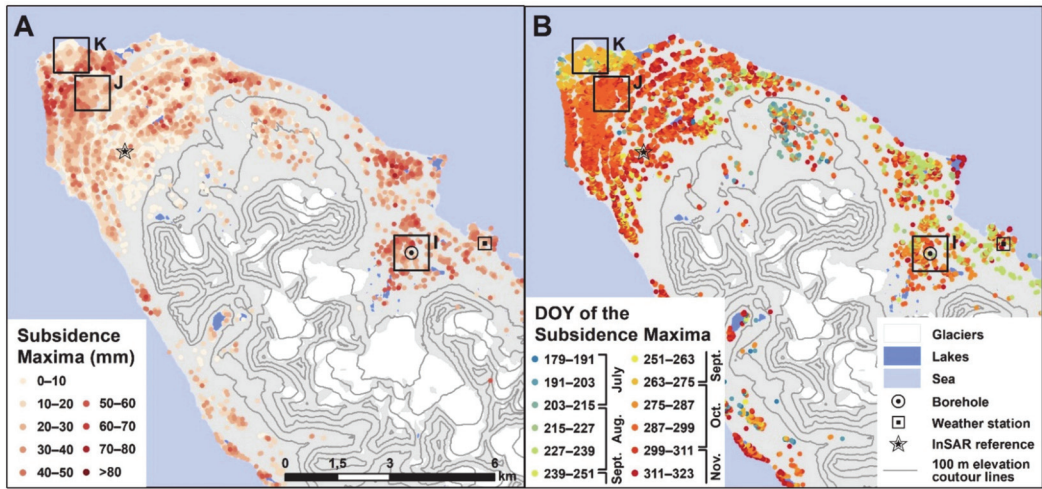 A
K
J
I
Subsidence
Maxima (mm)
0–10
10–20
20–30
30–40
40–50
50–60
60–70
70–80
>80
0 1,5 3 6
km
B
K
J
I
DOY of the
Subsidence Maxima
179–191
191–203
203–215
215–227
227–239
239–251
July
Aug.
Sept.
251–263
263–275
275–287
287–299
299–311
311–323
Sept.
Oct.
Nov.
Glaciers
Lakes
Sea
Borehole
Weather station
InSAR reference
100 m elevation
coutour lines